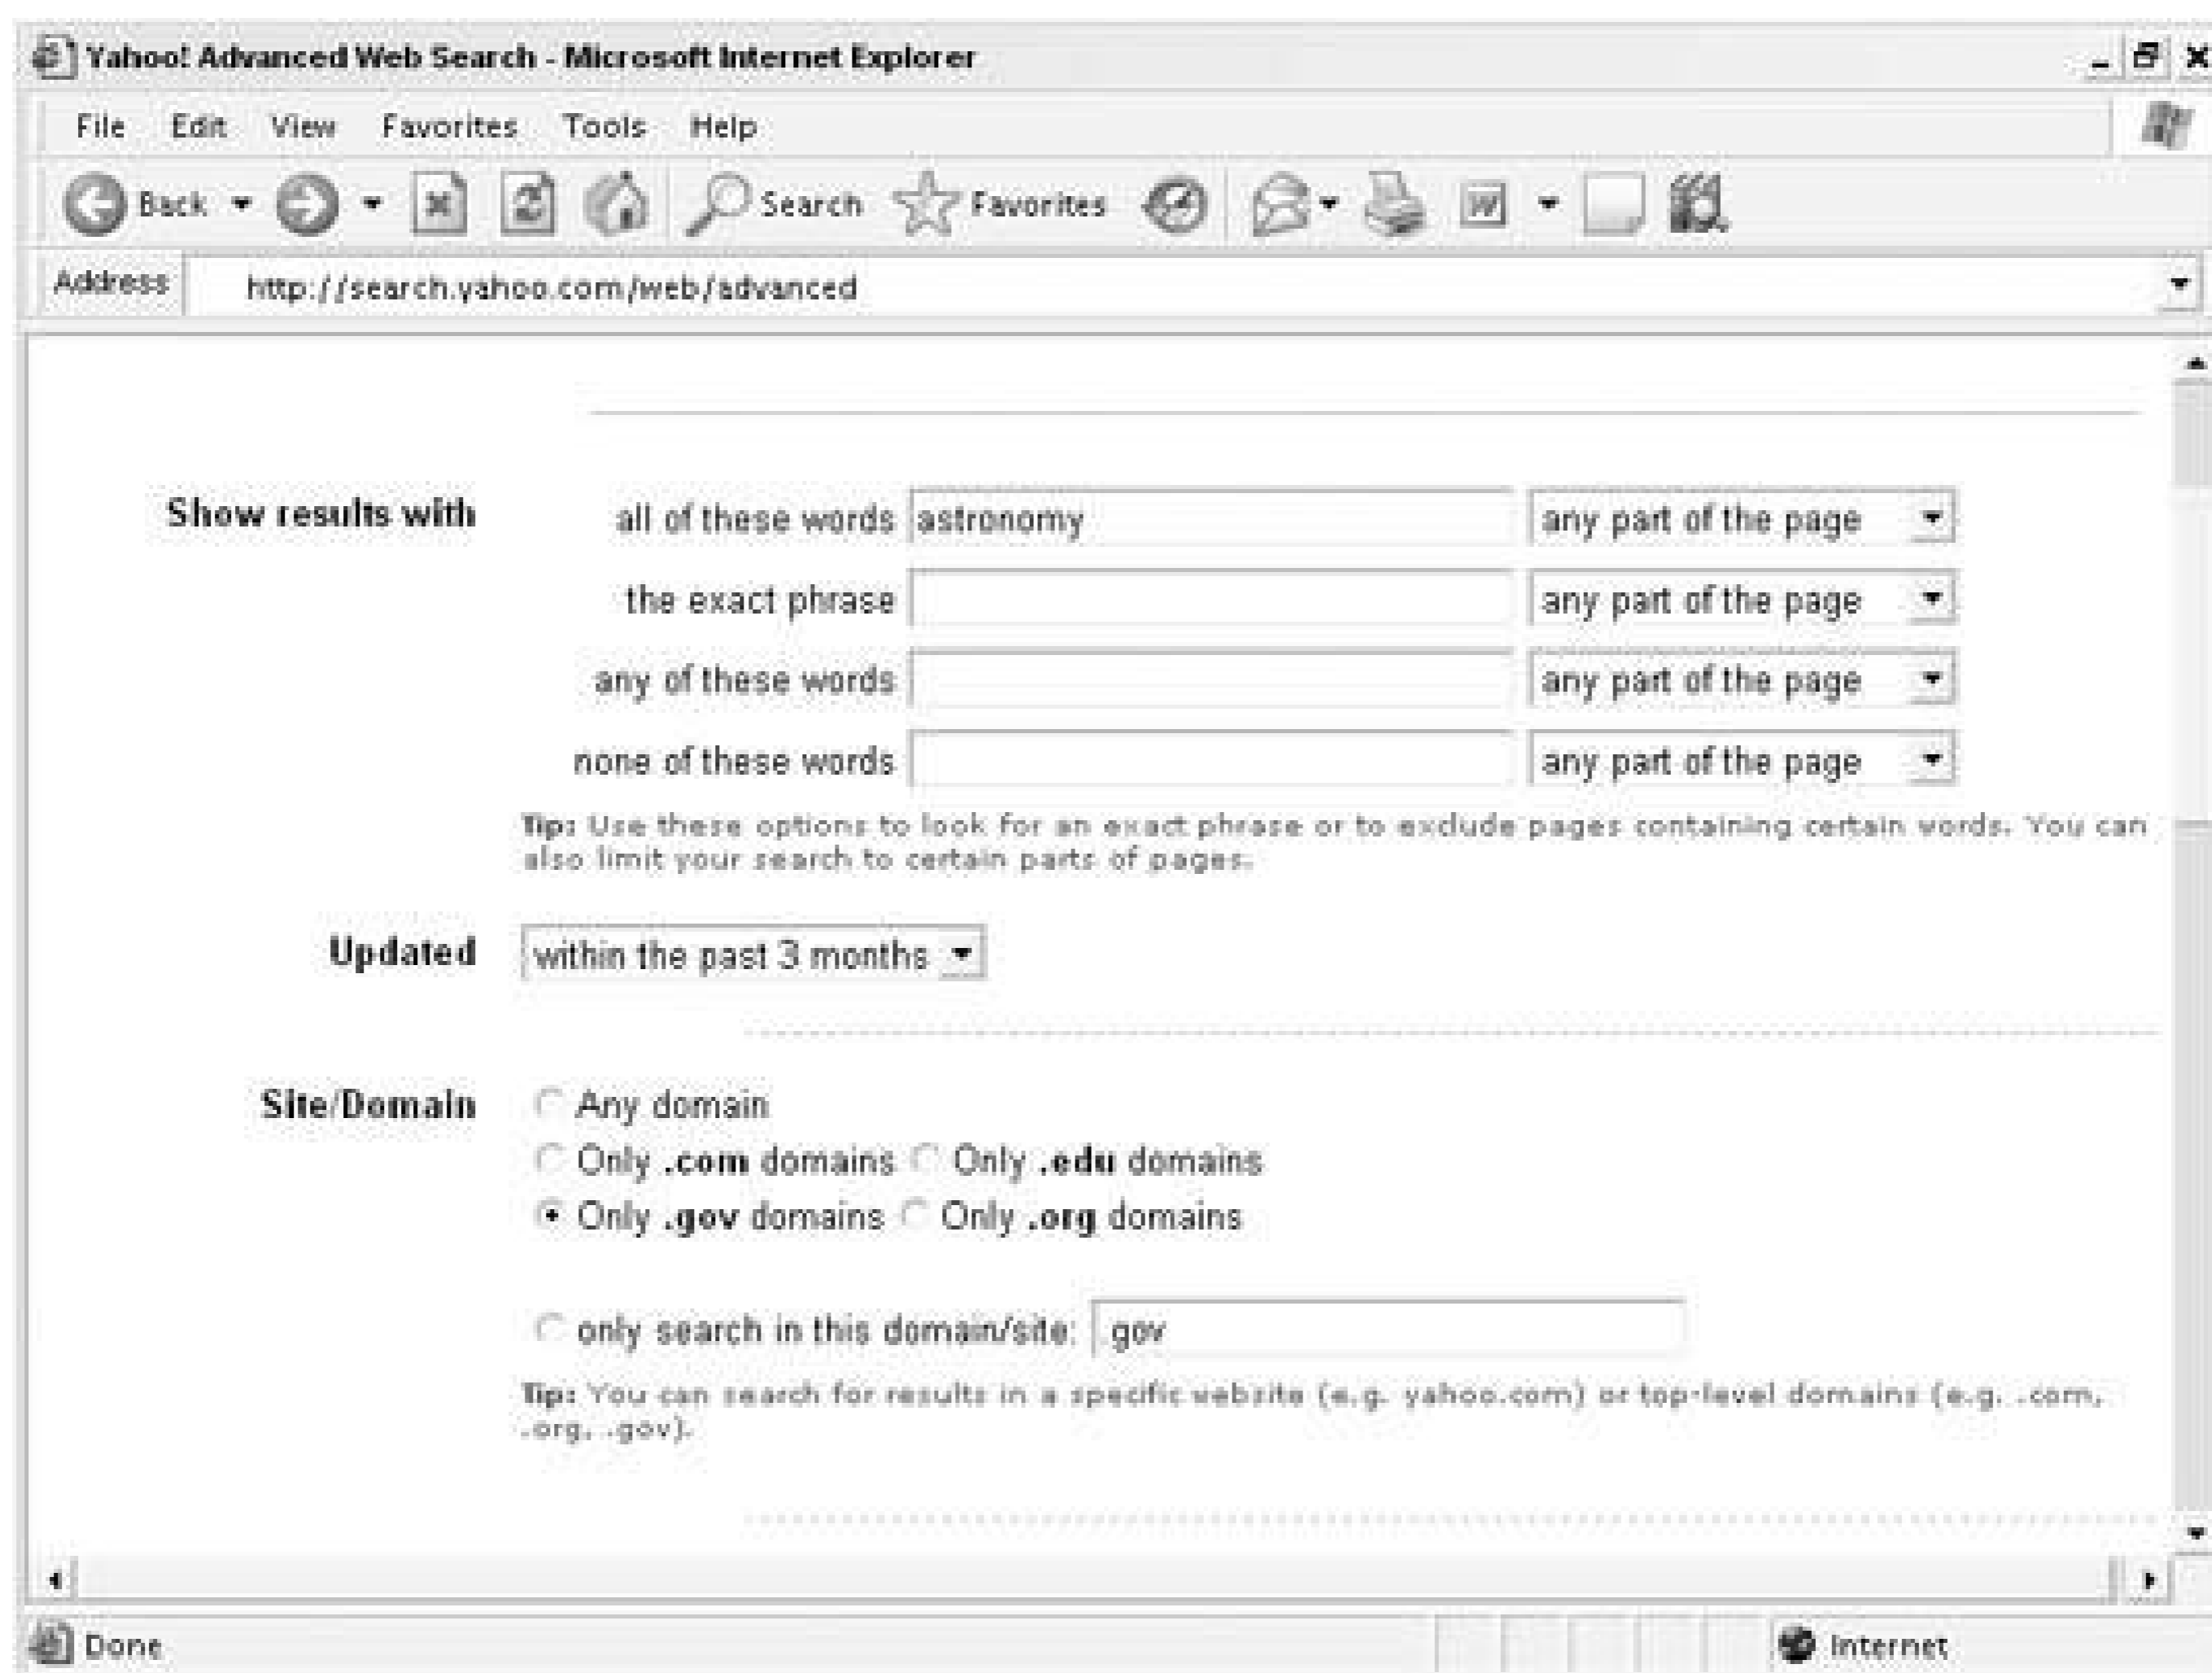 Yahoo! Advanced Web Search - Microsoft Internet Explorer
File Edit View Favorites Tools Help
Back Search Favorites W
Address http://search.yahoo.com/web/advanced
Show results with all of these words astronomy any part of the page
the exact phrase any part of the page
any of these words any part of the page
none of these words any part of the page
Tip: Use these options to look for an exact phrase or to exclude pages containing certain words. You can
also limit your search to certain parts of pages.
Updated within the past 3 months
Site/Domain Any domain
Only .com domains Only .edu domains
Only .gov domains Only .org domains
only search in this domain/site: .gov
Tip: You can search for results in a specific website (e.g. yahoo.com) or top-level domains (e.g. .com,
.org, .gov).
Done Internet